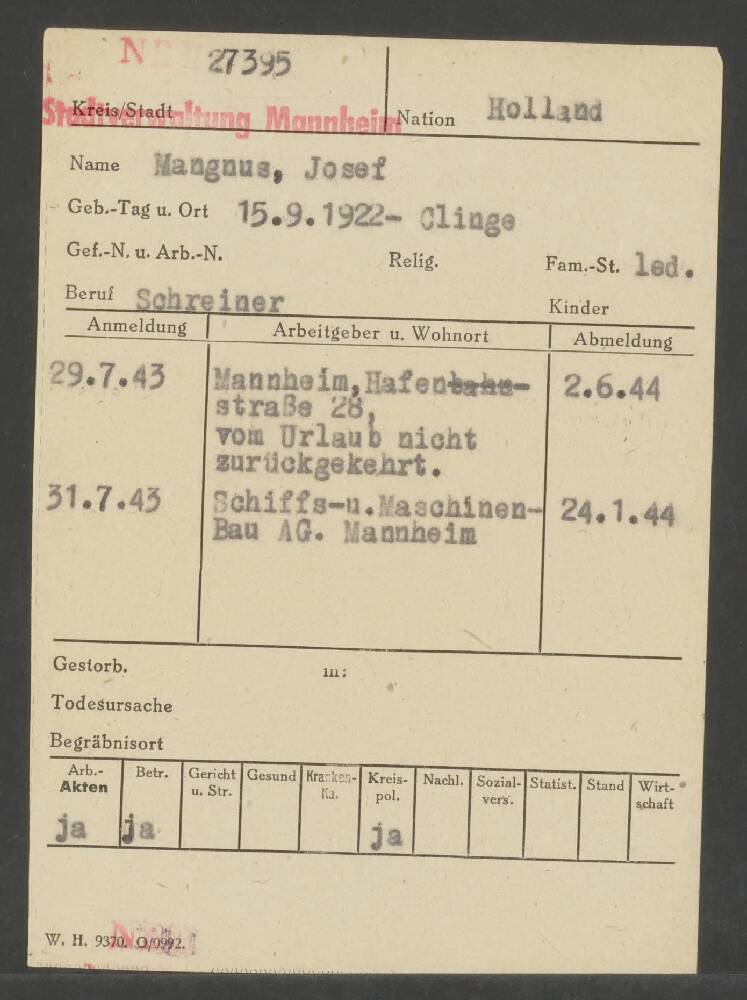 27395
Kreis/Stadt
Stadtverwaltung Mannheim
Nation Holland
Name Mangnus, Josef
Geb.-Tag u. Ort 15.9.1922- Clinge
Gef.-N. u. Arb.-N. Relig. Fam.-St. led.
Beruf Schreiner Kinder
Anmeldung Arbeitgeber u. Wohnort Abmeldung
29.7.43 Mannheim, Hafenbahn- 2.6.44
straße 28,
vom Urlaub nicht
zurückgekehrt.
31.7.43 Schiffs-u.Maschinen- 24.1.44
Bau AG. Mannheim
Gestorb. in:
Todesursache
Begräbnisort
Arb.- Betr. Gericht Gesund Kranken- Kreis- Nachl. Sozial- Statist. Stand Wirt-
Akten u. Str. Ka. pol. vers. schaft
ja ja ja
W. H. 9370. O/0992.